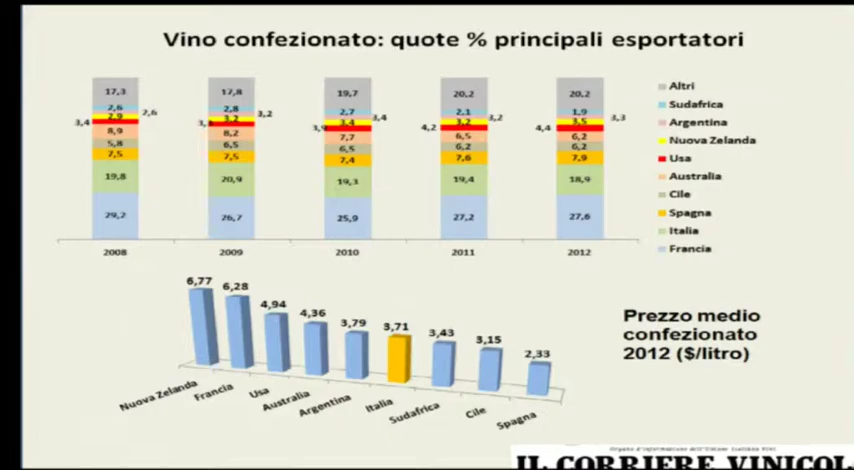 Vino confezionato: quote % principali esportatori
17,3 17,8 19,7 20,2 20,2
2,6 2,8 2,7 2,1 1,9
2,6 3,2 3,4 3,2 3,3
2,9 3,2 3,4 3,2 3,5
3,4 4,2 4,4
8,9 8,2 7,7 6,5 6,2
5,8 6,5 6,5 6,2 6,2
7,5 7,5 7,4 7,6 7,9
19,8 20,9 19,3 19,4 18,9
29,2 26,7 25,9 27,2 27,6
2008 2009 2010 2011 2012
Altri
Sudafrica
Argentina
Nuova Zelanda
Usa
Australia
Cile
Spagna
Italia
Francia
6,77 6,28 4,94 4,36 3,79 3,71 3,43 3,15 2,33
Nuova Zelanda Francia Usa Australia Argentina Italia Sudafrica Cile Spagna
Prezzo medio
confezionato
2012 ($/litro)
IL CORRIERE VINICOL